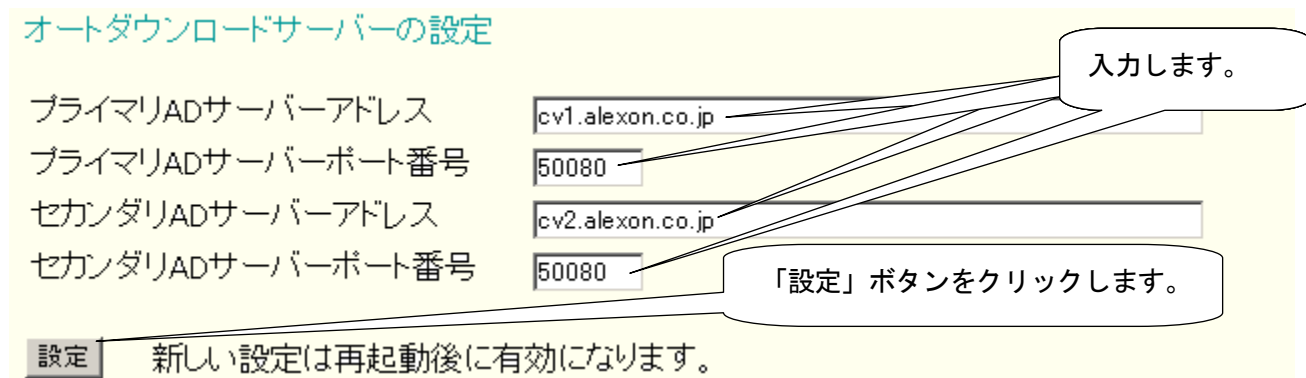 オートダウンロードサーバーの設定
入力します。
プライマリADサーバーアドレス cv1.alexon.co.jp
プライマリADサーバーポート番号 50080
セカンダリADサーバーアドレス cv2.alexon.co.jp
セカンダリADサーバーポート番号 50080
「設定」ボタンをクリックします。
設定 新しい設定は再起動後に有効になります。